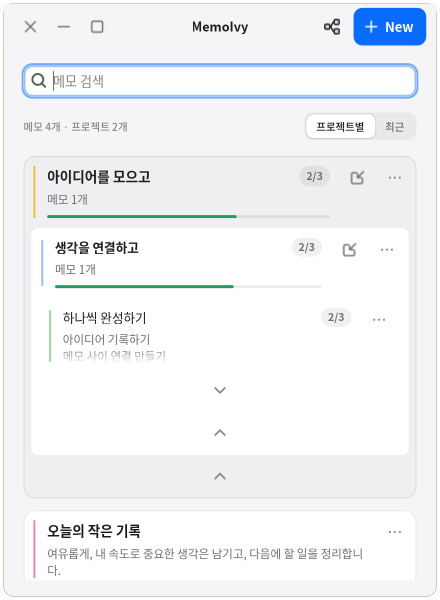 Memolvy
New
메모 검색
메모 4개 · 프로젝트 2개
프로젝트별
최근
아이디어를 모으고
2/3
메모 1개
생각을 연결하고
2/3
메모 1개
하나씩 완성하기
2/3
아이디어 기록하기
메모 사이 연결 만들기
오늘의 작은 기록
여유롭게, 내 속도로 중요한 생각은 남기고, 다음에 할 일을 정리합니
다.